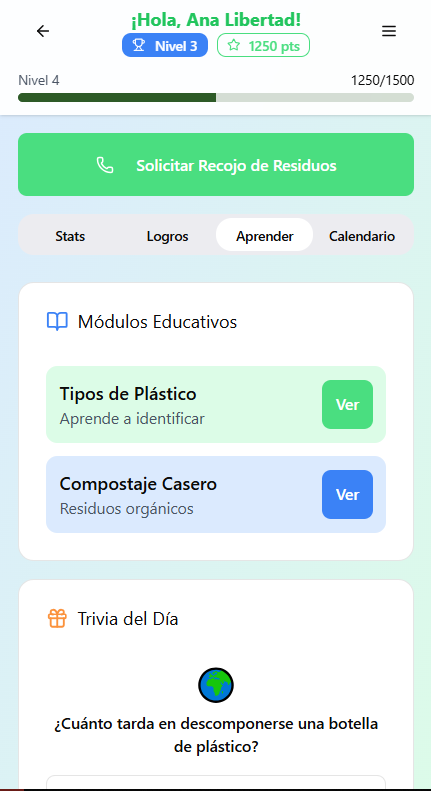 ¡Hola, Ana Libertad!
Nivel 3
1250 pts
Nivel 4
1250/1500
Solicitar Recojo de Residuos
Stats
Logros
Aprender
Calendario
Módulos Educativos
Tipos de Plástico
Aprende a identificar
Ver
Compostaje Casero
Residuos orgánicos
Ver
Trivia del Día
¿Cuánto tarda en descomponerse una botella
de plástico?